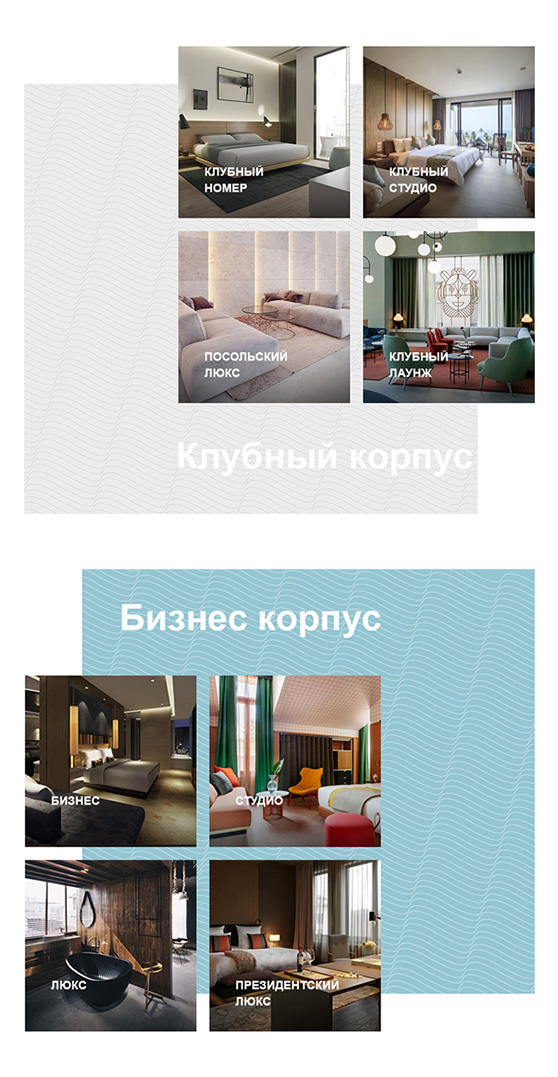 КЛУБНЫЙ
НОМЕР
КЛУБНЫЙ
СТУДИО
ПОСОЛЬСКИЙ
ЛЮКС
КЛУБНЫЙ
ЛАУНЖ
Клубный корпус
Бизнес корпус
БИЗНЕС
СТУДИО
ЛЮКС
ПРЕЗИДЕНТСКИЙ
ЛЮКС